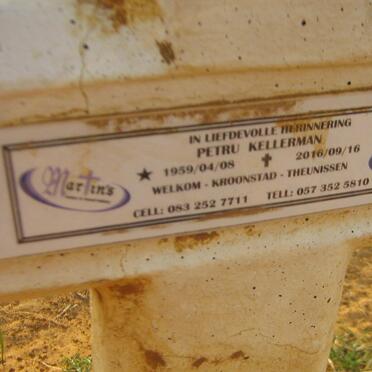 IN LIEFDEVOLLE HERINNERING
PETRU KELLERMAN
1959/04/08 2016/09/16
WELKOM - KROONSTAD - THEUNISSEN
CELL: 083 252 7711 TEL: 057 352 5810
Martin's